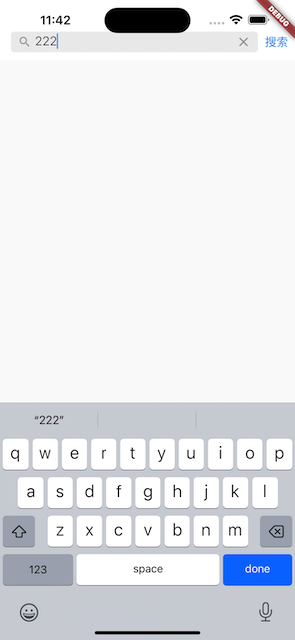 11:42
DEBUG
222
搜索
“222”
q w e r t y u i o p
a s d f g h j k l
z x c v b n m
123 space done